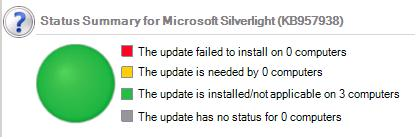 Status Summary for Microsoft Silverlight (KB957938)
The update failed to install on 0 computers
The update is needed by 0 computers
The update is installed/not applicable on 3 computers
The update has no status for 0 computers